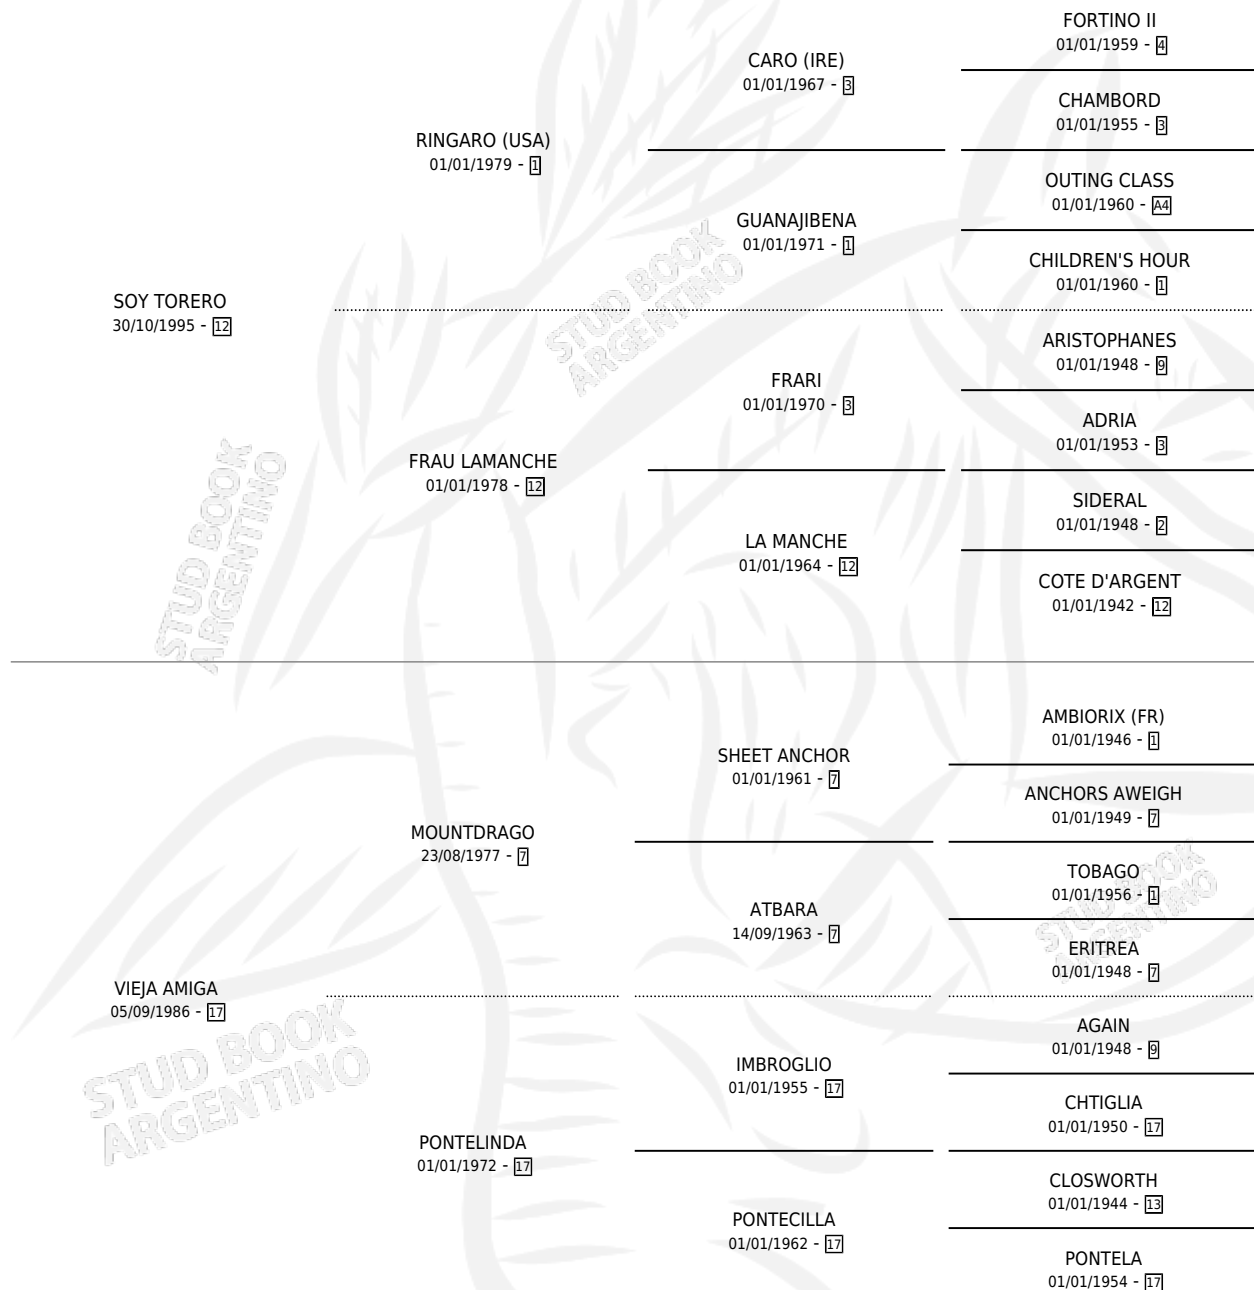 FORTINO II
01/01/1959 - 4
CARO (IRE)
01/01/1967 - 3
CHAMBORD
01/01/1955 - 3
RINGARO (USA)
01/01/1979 - 1
OUTING CLASS
01/01/1960 - A4
GUANAJIBENA
01/01/1971 - 1
CHILDREN'S HOUR
01/01/1960 - 1
SOY TORERO
30/10/1995 - 12
ARISTOPHANES
01/01/1948 - 9
FRARI
01/01/1970 - 3
ADRIA
01/01/1953 - 3
FRAU LAMANCHE
01/01/1978 - 12
SIDERAL
01/01/1948 - 2
LA MANCHE
01/01/1964 - 12
COTE D'ARGENT
01/01/1942 - 12
AMBIORIX (FR)
01/01/1946 - 1
SHEET ANCHOR
01/01/1961 - 7
ANCHORS AWEIGH
01/01/1949 - 7
MOUNTDRAGO
23/08/1977 - 7
TOBAGO
01/01/1956 - 1
ATBARA
14/09/1963 - 7
ERITREA
01/01/1948 - 7
VIEJA AMIGA
05/09/1986 - 17
AGAIN
01/01/1948 - 9
IMBROGLIO
01/01/1955 - 17
CHTIGLIA
01/01/1950 - 17
PONTELINDA
01/01/1972 - 17
CLOSWORTH
01/01/1944 - 13
PONTECILLA
01/01/1962 - 17
PONTELA
01/01/1954 - 17
STUD BOOK
ARGENTINO
STUD BOOK
ARGENTINO
STUD BOOK
ARGENTINO
STUD BOOK
ARGENTINO